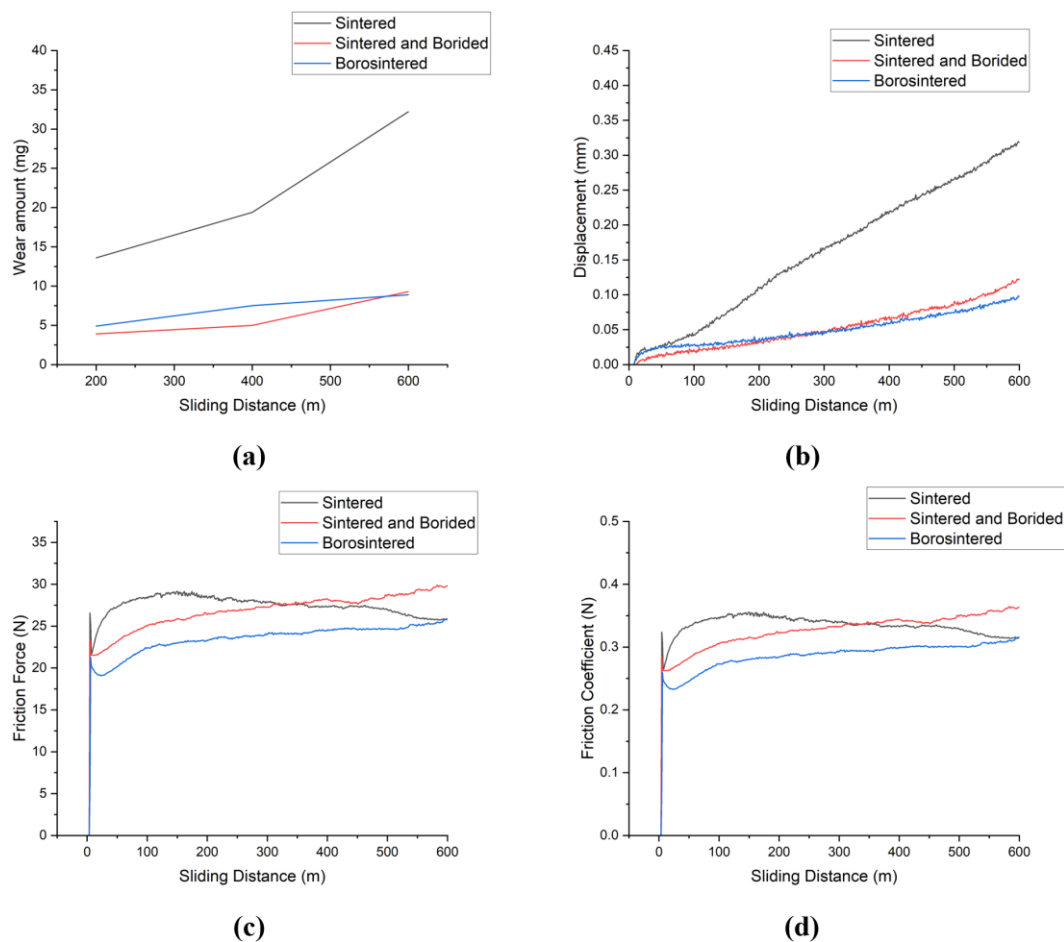 Sintered
Sintered and Borided
Borosintered
40
35
30
25
20
15
10
5
0
Wear amount (mg)
200
300
400
500
600
Sliding Distance (m)
(a)
Sintered
Sintered and Borided
Borosintered
0.45
0.40
0.35
0.30
0.25
0.20
0.15
0.10
0.05
0.00
Displacement (mm)
0
100
200
300
400
500
600
Sliding Distance (m)
(b)
Sintered
Sintered and Borided
Borosintered
35
30
25
20
15
10
5
0
Friction Force (N)
0
100
200
300
400
500
600
Sliding Distance (m)
(c)
Sintered
Sintered and Borided
Borosintered
0.5
0.4
0.3
0.2
0.1
0.0
Friction Coefficient (N)
0
100
200
300
400
500
600
Sliding Distance (m)
(d)